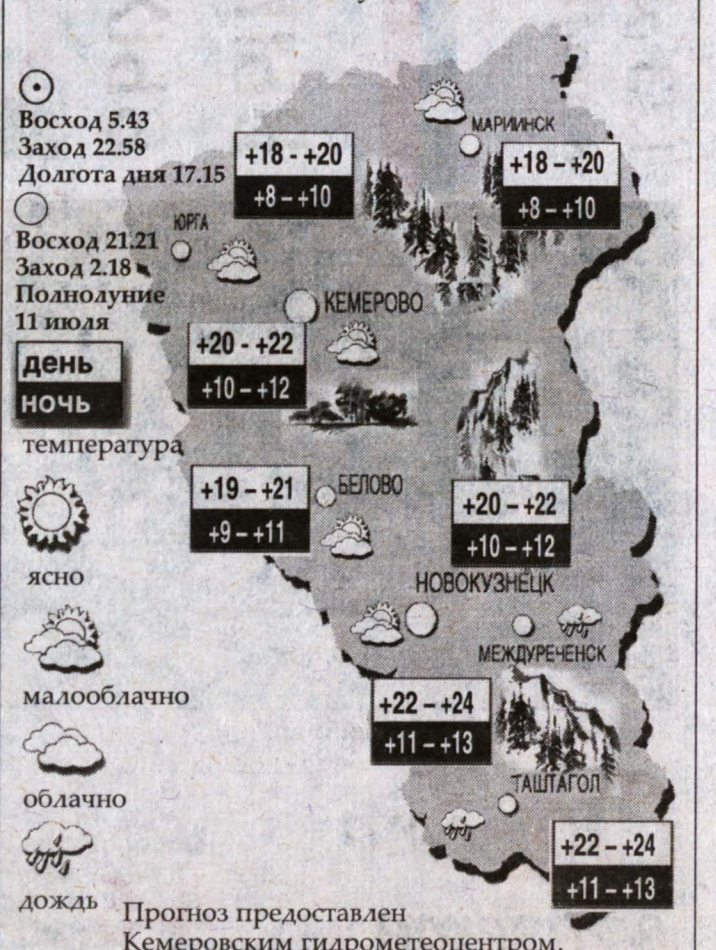 Восход 5.43
Заход 22.58
Долгота дня 17.15
Восход 21.21
Заход 2.18
Полнолуние
11 июля
день
ночь
температура
ясно
малооблачно
облачно
дождь
МАРИИНСК
+18 – +20
+8 – +10
+18 - +20
+8 – +10
ЮРГА
КЕМЕРОВО
+20 - +22
+10 – +12
+19 – +21
+9 – +11
БЕЛОВО
+20 – +22
+10 – +12
НОВОКУЗНЕЦК
МЕЖДУРЕЧЕНСК
+22 – +24
+11 – +13
ТАШТАГОЛ
+22 – +24
+11 – +13
Прогноз предоставлен
Кемеровским гидрометеоцентром.